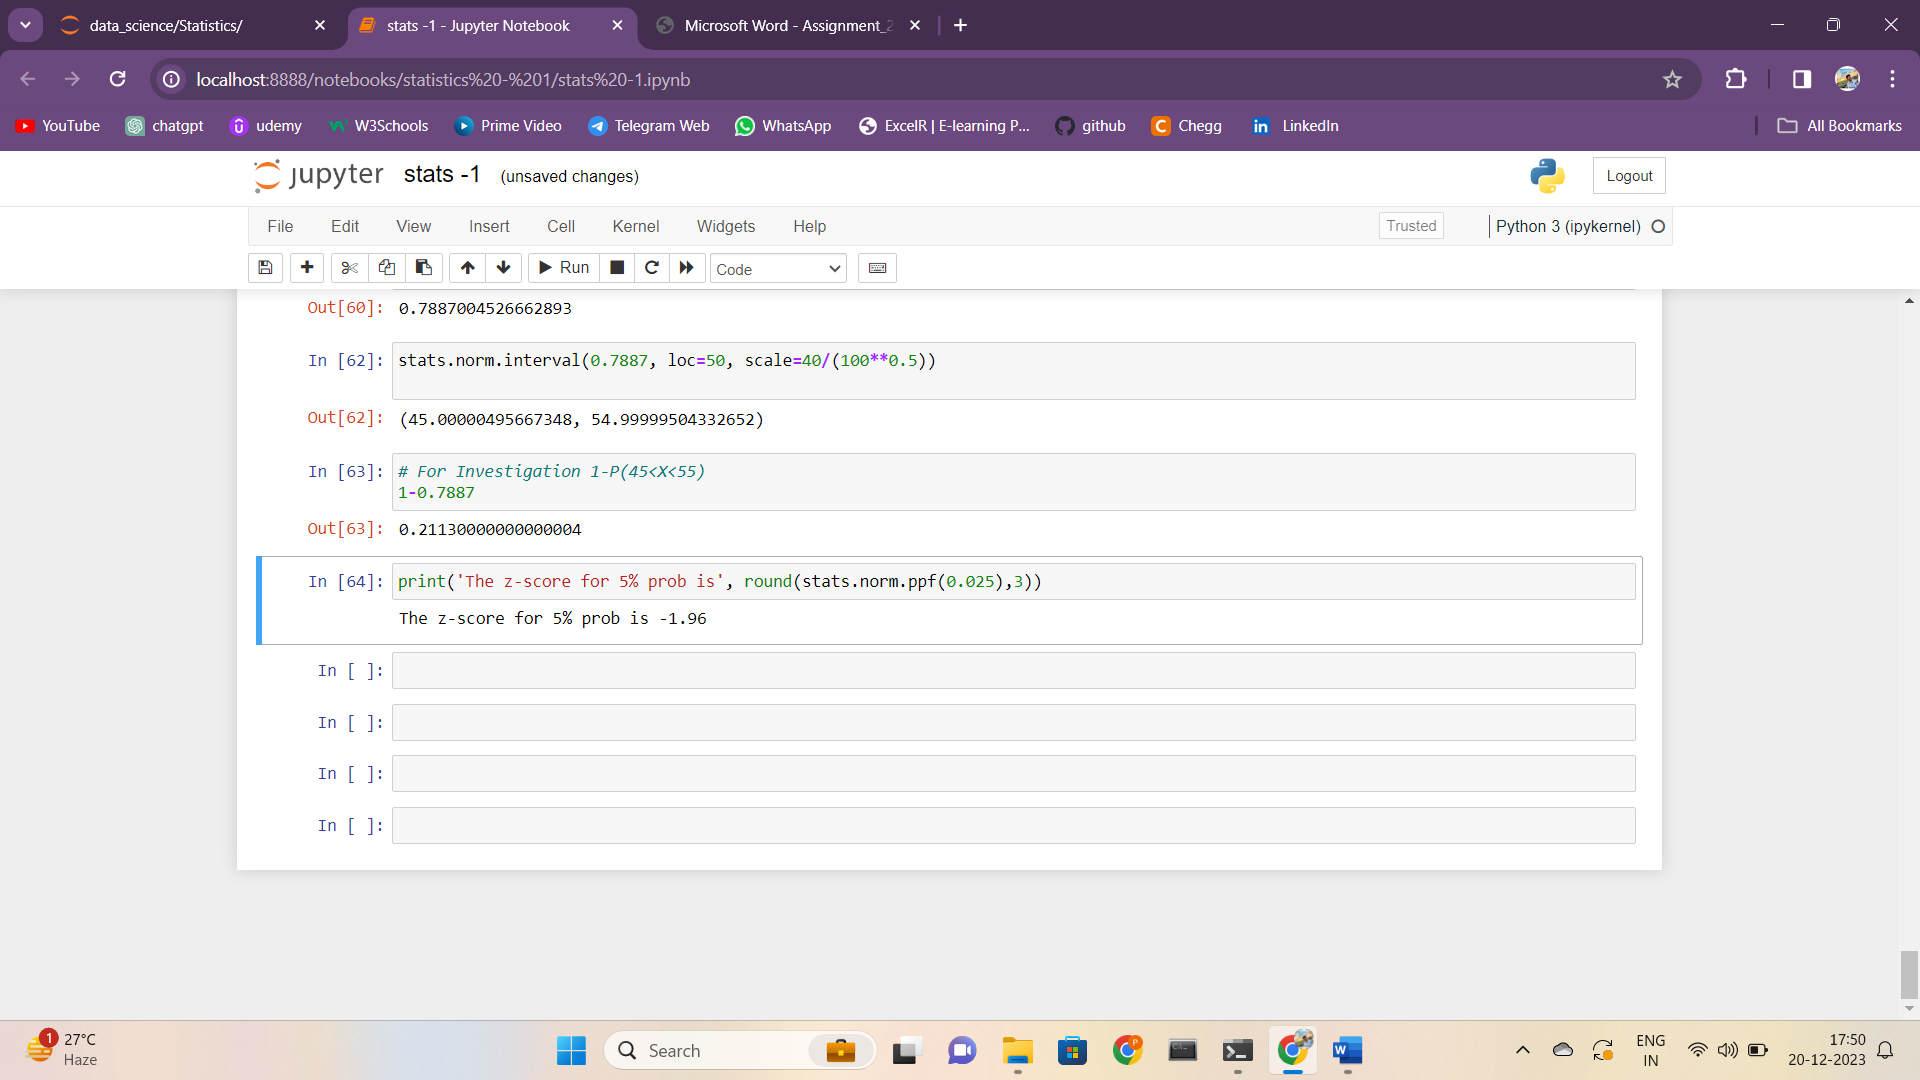 data_science/Statistics/
stats -1 - Jupyter Notebook
Microsoft Word - Assignment_2
localhost:8888/notebooks/statistics%20-%201/stats%20-1.ipynb
YouTube
chatgpt
udemy
W3Schools
Prime Video
Telegram Web
WhatsApp
ExcelR | E-learning P...
github
Chegg
LinkedIn
All Bookmarks
jupyter stats -1 (unsaved changes)
Logout
File Edit View Insert Cell Kernel Widgets Help
Trusted
Python 3 (ipykernel)
Run
Code
Out[60]: 0.7887004526662893
In [62]: stats.norm.interval(0.7887, loc=50, scale=40/(100**0.5))
Out[62]: (45.00000495667348, 54.99999504332652)
In [63]: # For Investigation 1-P(45<X<55)
1-0.7887
Out[63]: 0.21130000000000004
In [64]: print('The z-score for 5% prob is', round(stats.norm.ppf(0.025),3))
The z-score for 5% prob is -1.96
In [ ]:
In [ ]:
In [ ]:
In [ ]:
1
27°C
Haze
Search
ENG
IN
17:50
20-12-2023